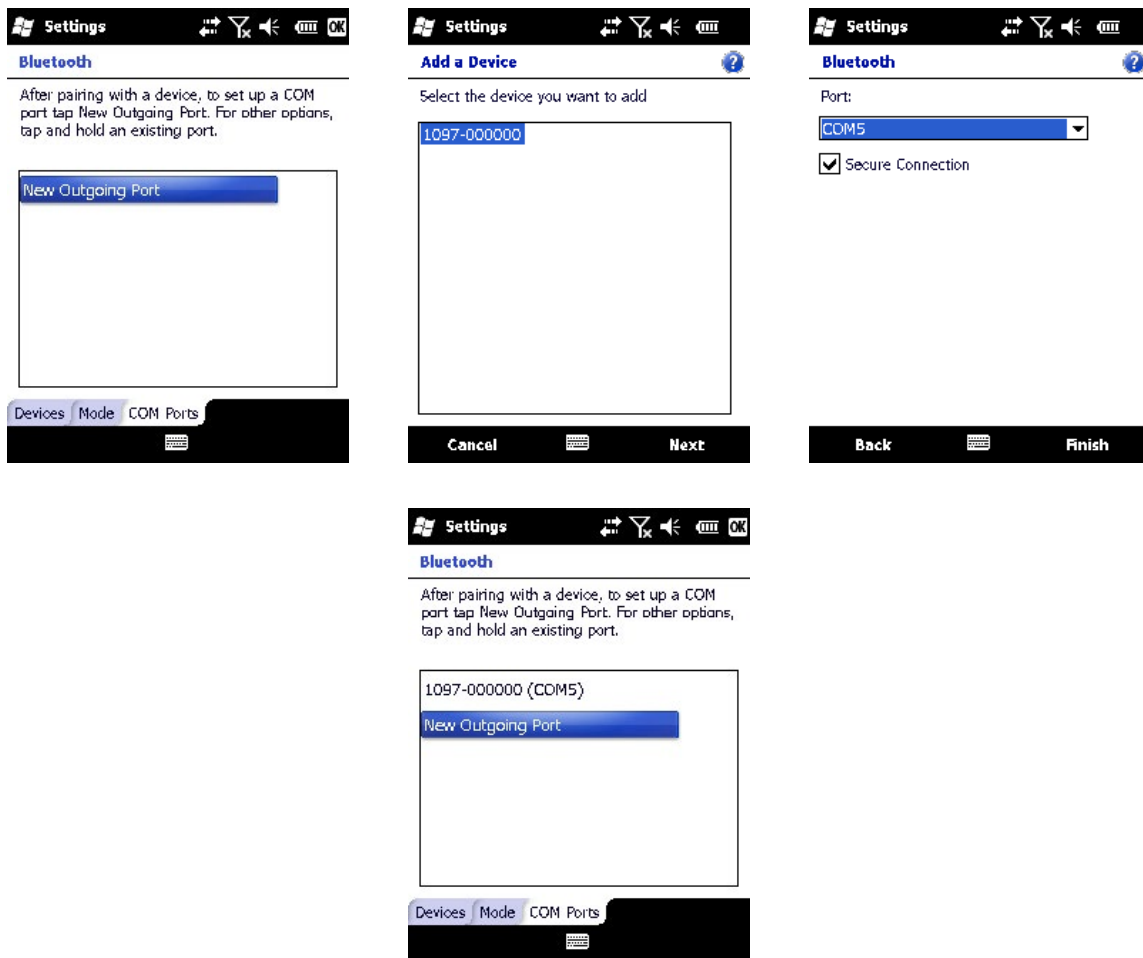 Settings
OK
Bluetooth
After pairing with a device, to set up a COM
port tap New Outgoing Port. For other options,
tap and hold an existing port.
New Outgoing Port
Devices
Mode
COM Ports
Settings
Add a Device
?
Select the device you want to add
1097-000000
Cancel
Next
Settings
Bluetooth
?
Port:
COM5
Secure Connection
Back
Finish
Settings
OK
Bluetooth
After pairing with a device, to set up a COM
port tap New Outgoing Port. For other options,
tap and hold an existing port.
1097-000000 (COM5)
New Outgoing Port
Devices
Mode
COM Ports